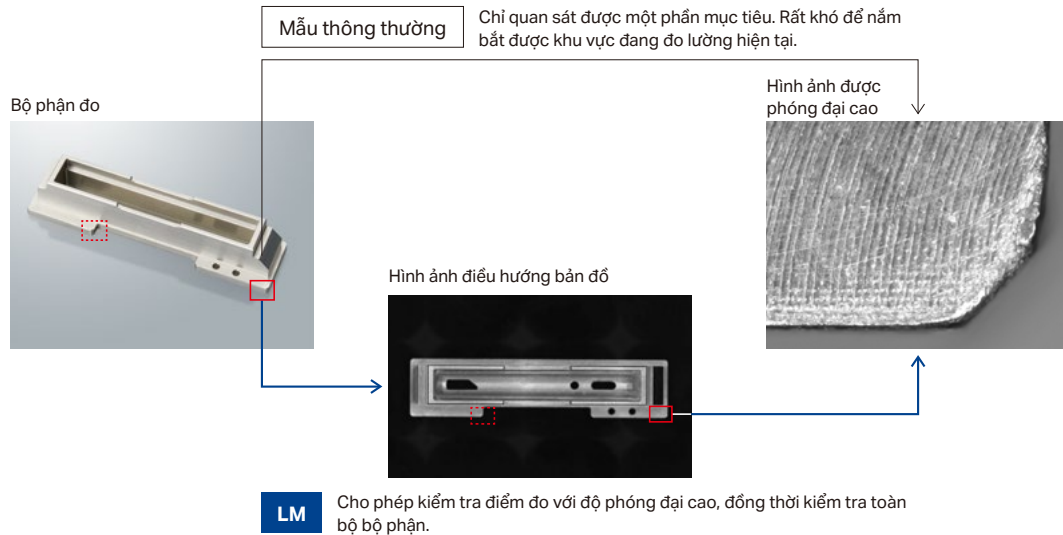 Mẫu thông thường
Chỉ quan sát được một phần mục tiêu. Rất khó để nắm
bắt được khu vực đang đo lường hiện tại.
Bộ phận đo
Hình ảnh được
phóng đại cao
Hình ảnh điều hướng bản đồ
LM
Cho phép kiểm tra điểm đo với độ phóng đại cao, đồng thời kiểm tra toàn
bộ bộ phận.